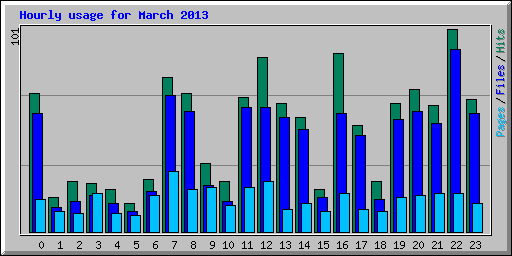 Hourly usage for March 2013
101
Pages/Files/Hits
0 1 2 3 4 5 6 7 8 9 10 11 12 13 14 15 16 17 18 19 20 21 22 23